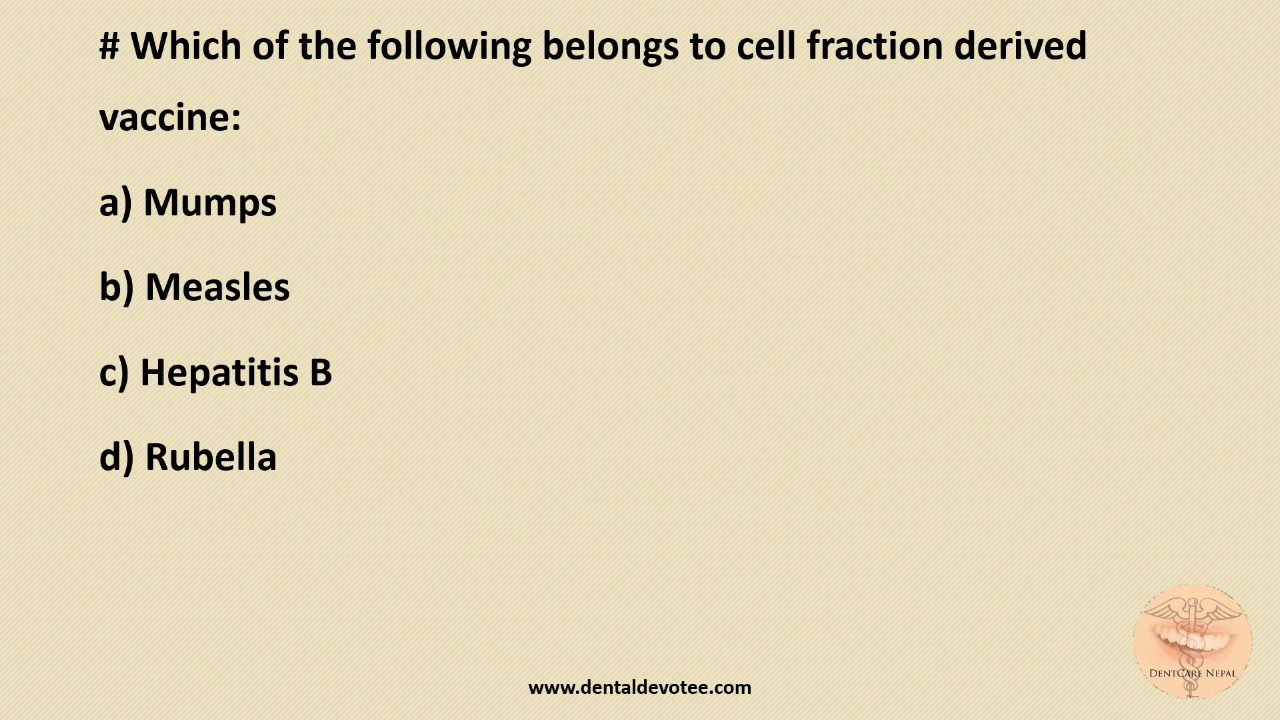 # Which of the following belongs to cell fraction derived
vaccine:
a) Mumps
b) Measles
c) Hepatitis B
d) Rubella
DentCare Nepal
www.dentaldevotee.com